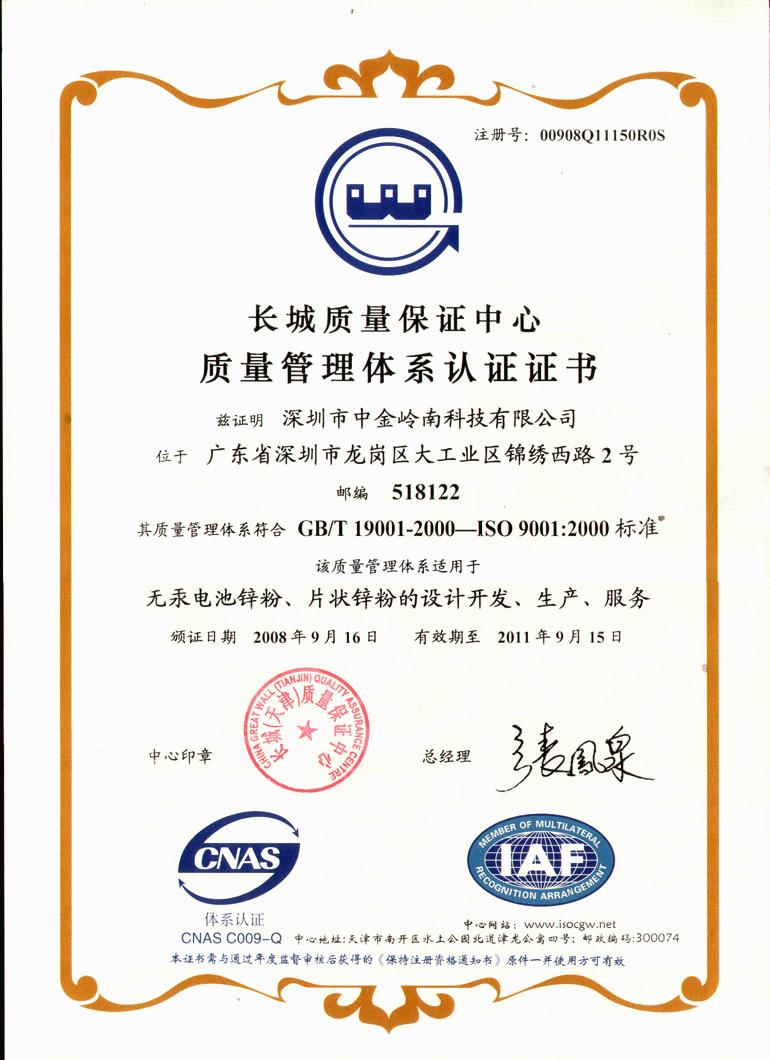 注册号: 00908Q11150R0S
长城质量保证中心
质量管理体系认证证书
兹证明 深圳市中金岭南科技有限公司
位于 广东省深圳市龙岗区大工业区锦绣西路 2 号
邮编 518122
其质量管理体系符合 GB/T 19001-2000—ISO 9001:2000 标准
该质量管理体系适用于
无汞电池锌粉、片状锌粉的设计开发、生产、服务
颁证日期 2008 年 9 月 16 日 有效期至 2011 年 9 月 15 日
CHINA GREAT WALL (TIANJIN) QUALITY ASSURANCE CENTRE
长城(天津)质量保证中心
中心印章
总经理
张凤泉
CNAS
MEMBER OF MULTILATERAL
IAF
RECOGNITION ARRANGEMENT
体系认证
CNAS C009-Q
中心网站: www.isocgw.net
中心地址:天津市南开区水上公园北道津龙公寓四号; 邮政编码:300074
本证书需与通过年度监督审核后获得的《保持注册资格通知书》原件一并使用方可有效